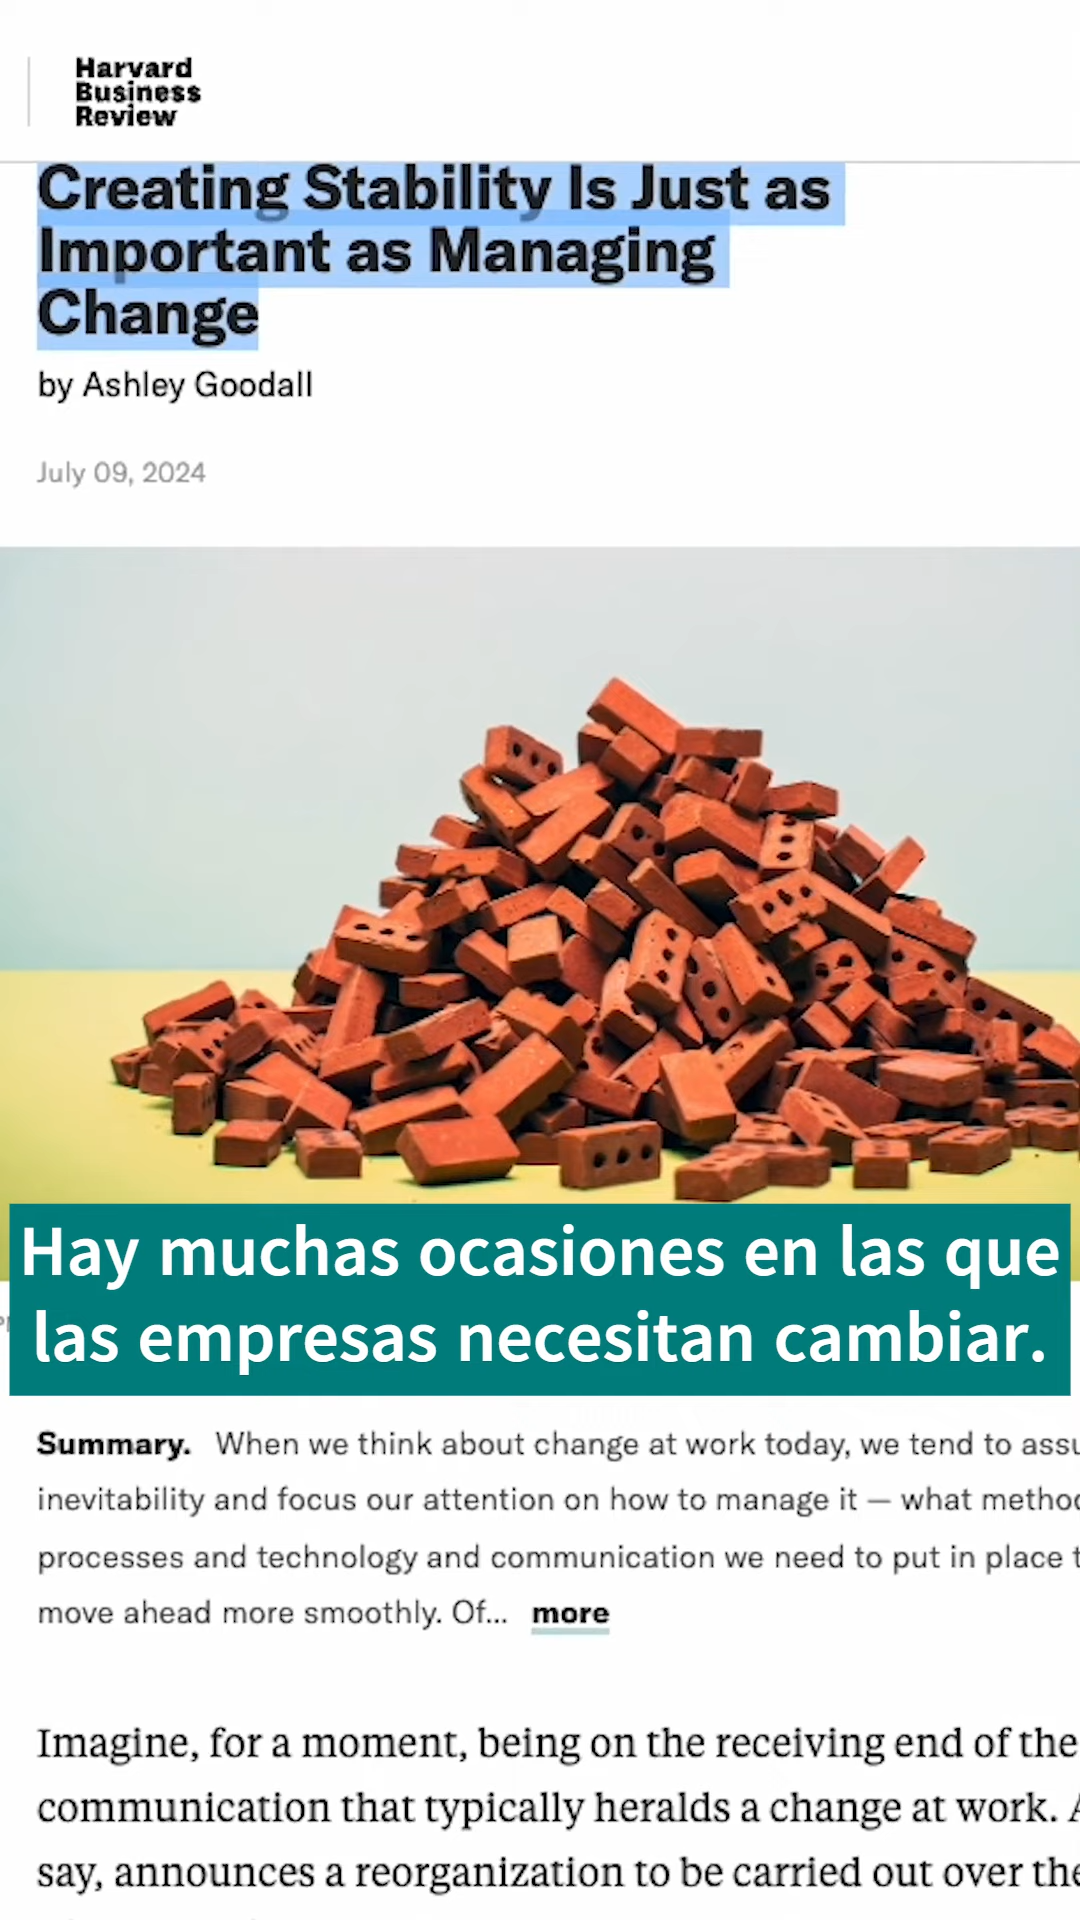 Harvard
Business
Review
Creating Stability Is Just as
Important as Managing
Change
by Ashley Goodall
July 09, 2024
Hay muchas ocasiones en las que
las empresas necesitan cambiar.
Summary. When we think about change at work today, we tend to
inevitability and focus our attention on how to manage it — what
processes and technology and communication we need to put in place
move ahead more smoothly. Of... more
Imagine, for a moment, being on the receiving end of the
communication that typically heralds a change at work.
say, announces a reorganization to be carried out over the